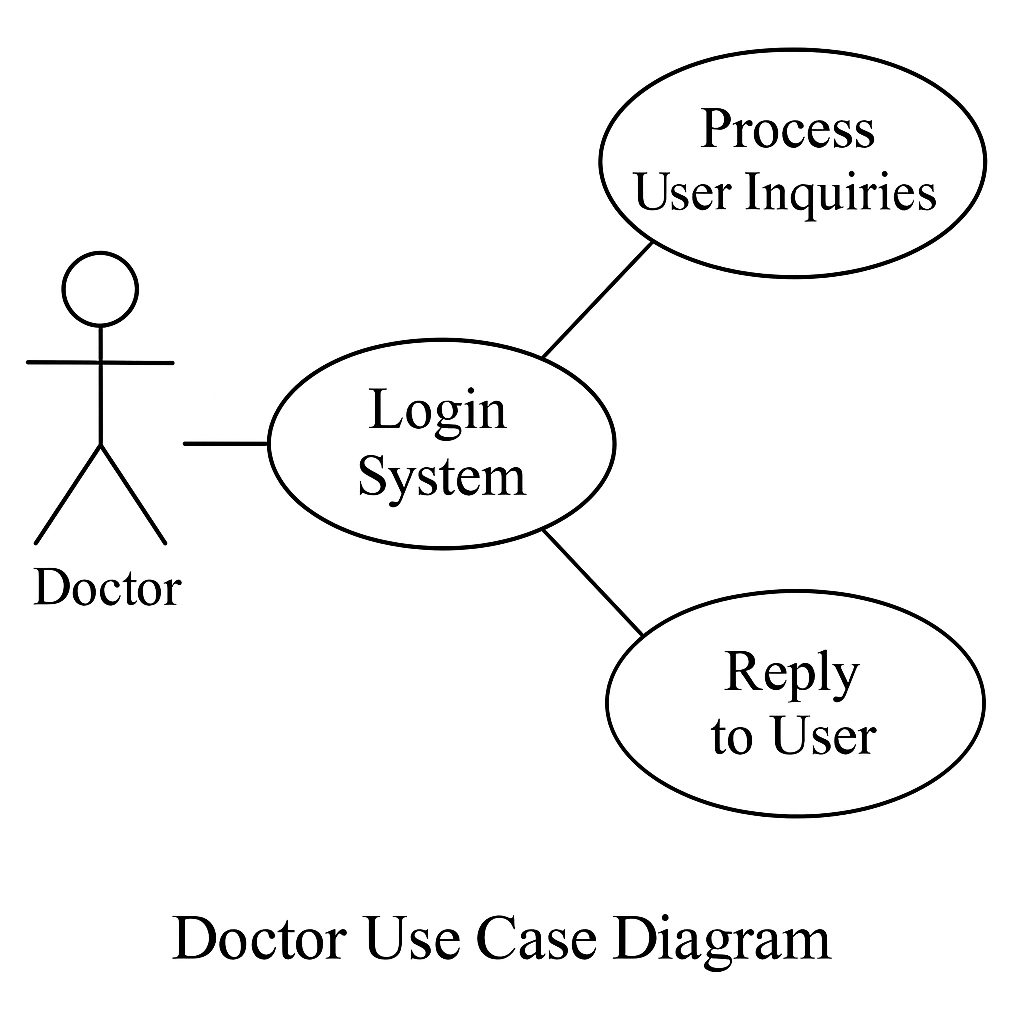 Process
User Inquiries
Login
System
Doctor
Reply
to User
Doctor Use Case Diagram